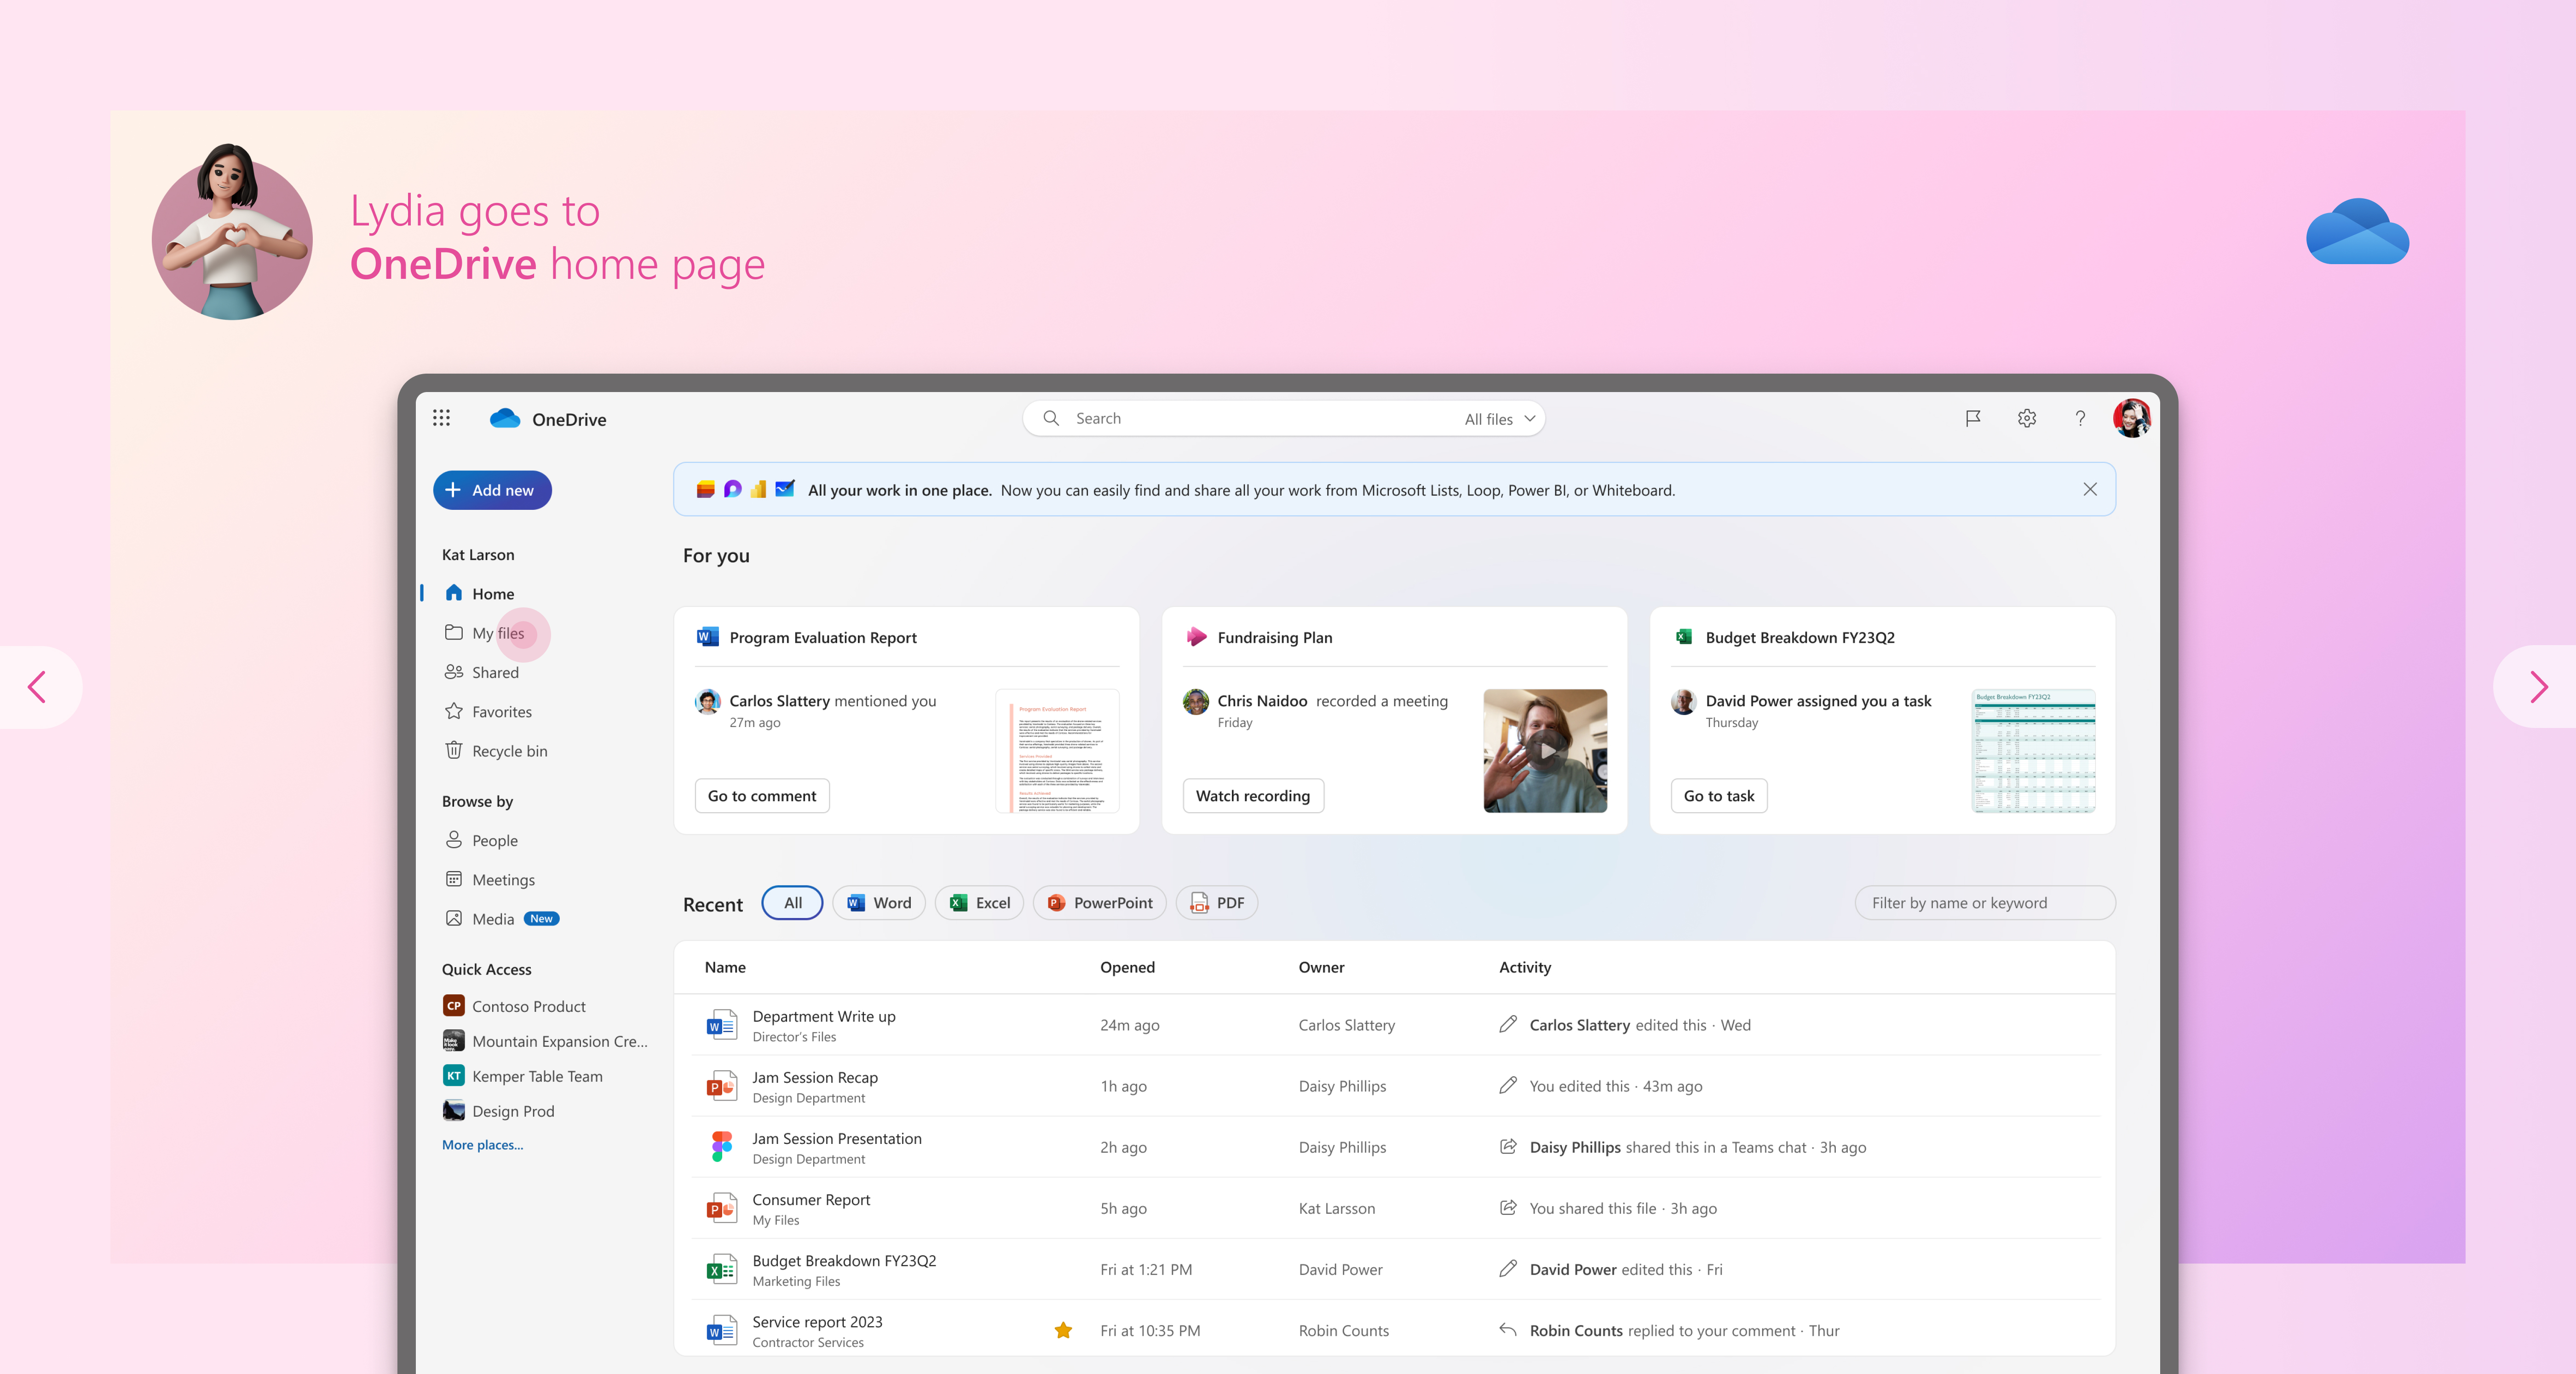 Lydia goes to
OneDrive home page
OneDrive
Search
All files
Add new
All your work in one place. Now you can easily find and share all your work from Microsoft Lists, Loop, Power BI, or Whiteboard.
Kat Larson
Home
My files
Shared
Favorites
Recycle bin
Browse by
People
Meetings
Media New
Quick Access
CP Contoso Product
Mountain Expansion Cre...
KT Kemper Table Team
Design Prod
More places...
For you
Program Evaluation Report
Carlos Slattery mentioned you
27m ago
Go to comment
Program Evaluation Report
Fundraising Plan
Chris Naidoo recorded a meeting
Friday
Watch recording
Budget Breakdown FY23Q2
David Power assigned you a task
Thursday
Go to task
Budget Breakdown FY23Q2
Recent
All
Word
Excel
PowerPoint
PDF
Filter by name or keyword
Name Opened Owner Activity
Department Write up
Director's Files
24m ago
Carlos Slattery
Carlos Slattery edited this · Wed
Jam Session Recap
Design Department
1h ago
Daisy Phillips
You edited this · 43m ago
Jam Session Presentation
Design Department
2h ago
Daisy Phillips
Daisy Phillips shared this in a Teams chat · 3h ago
Consumer Report
My Files
5h ago
Kat Larsson
You shared this file · 3h ago
Budget Breakdown FY23Q2
Marketing Files
Fri at 1:21 PM
David Power
David Power edited this · Fri
Service report 2023
Contractor Services
Fri at 10:35 PM
Robin Counts
Robin Counts replied to your comment · Thur